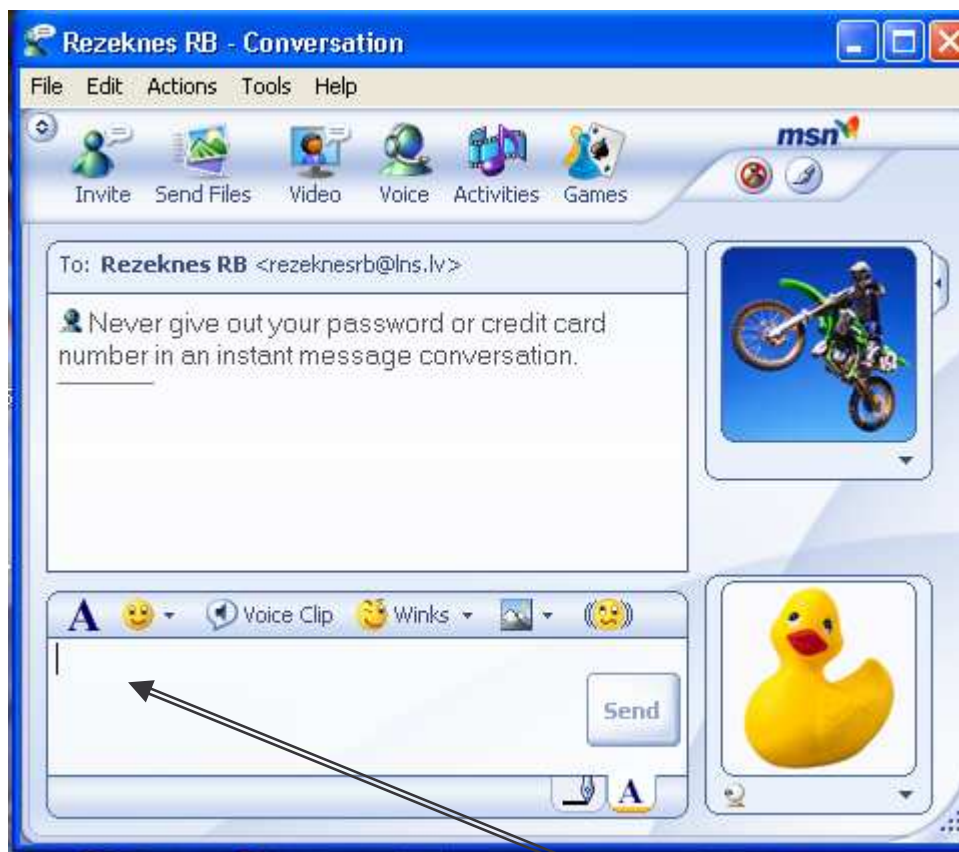 Rezeknes RB - Conversation
File Edit Actions Tools Help
msn
Invite Send Files Video Voice Activities Games
To: Rezeknes RB <rezeknesrb@lns.lv>
Never give out your password or credit card
number in an instant message conversation.
A Voice Clip Winks
Send
A